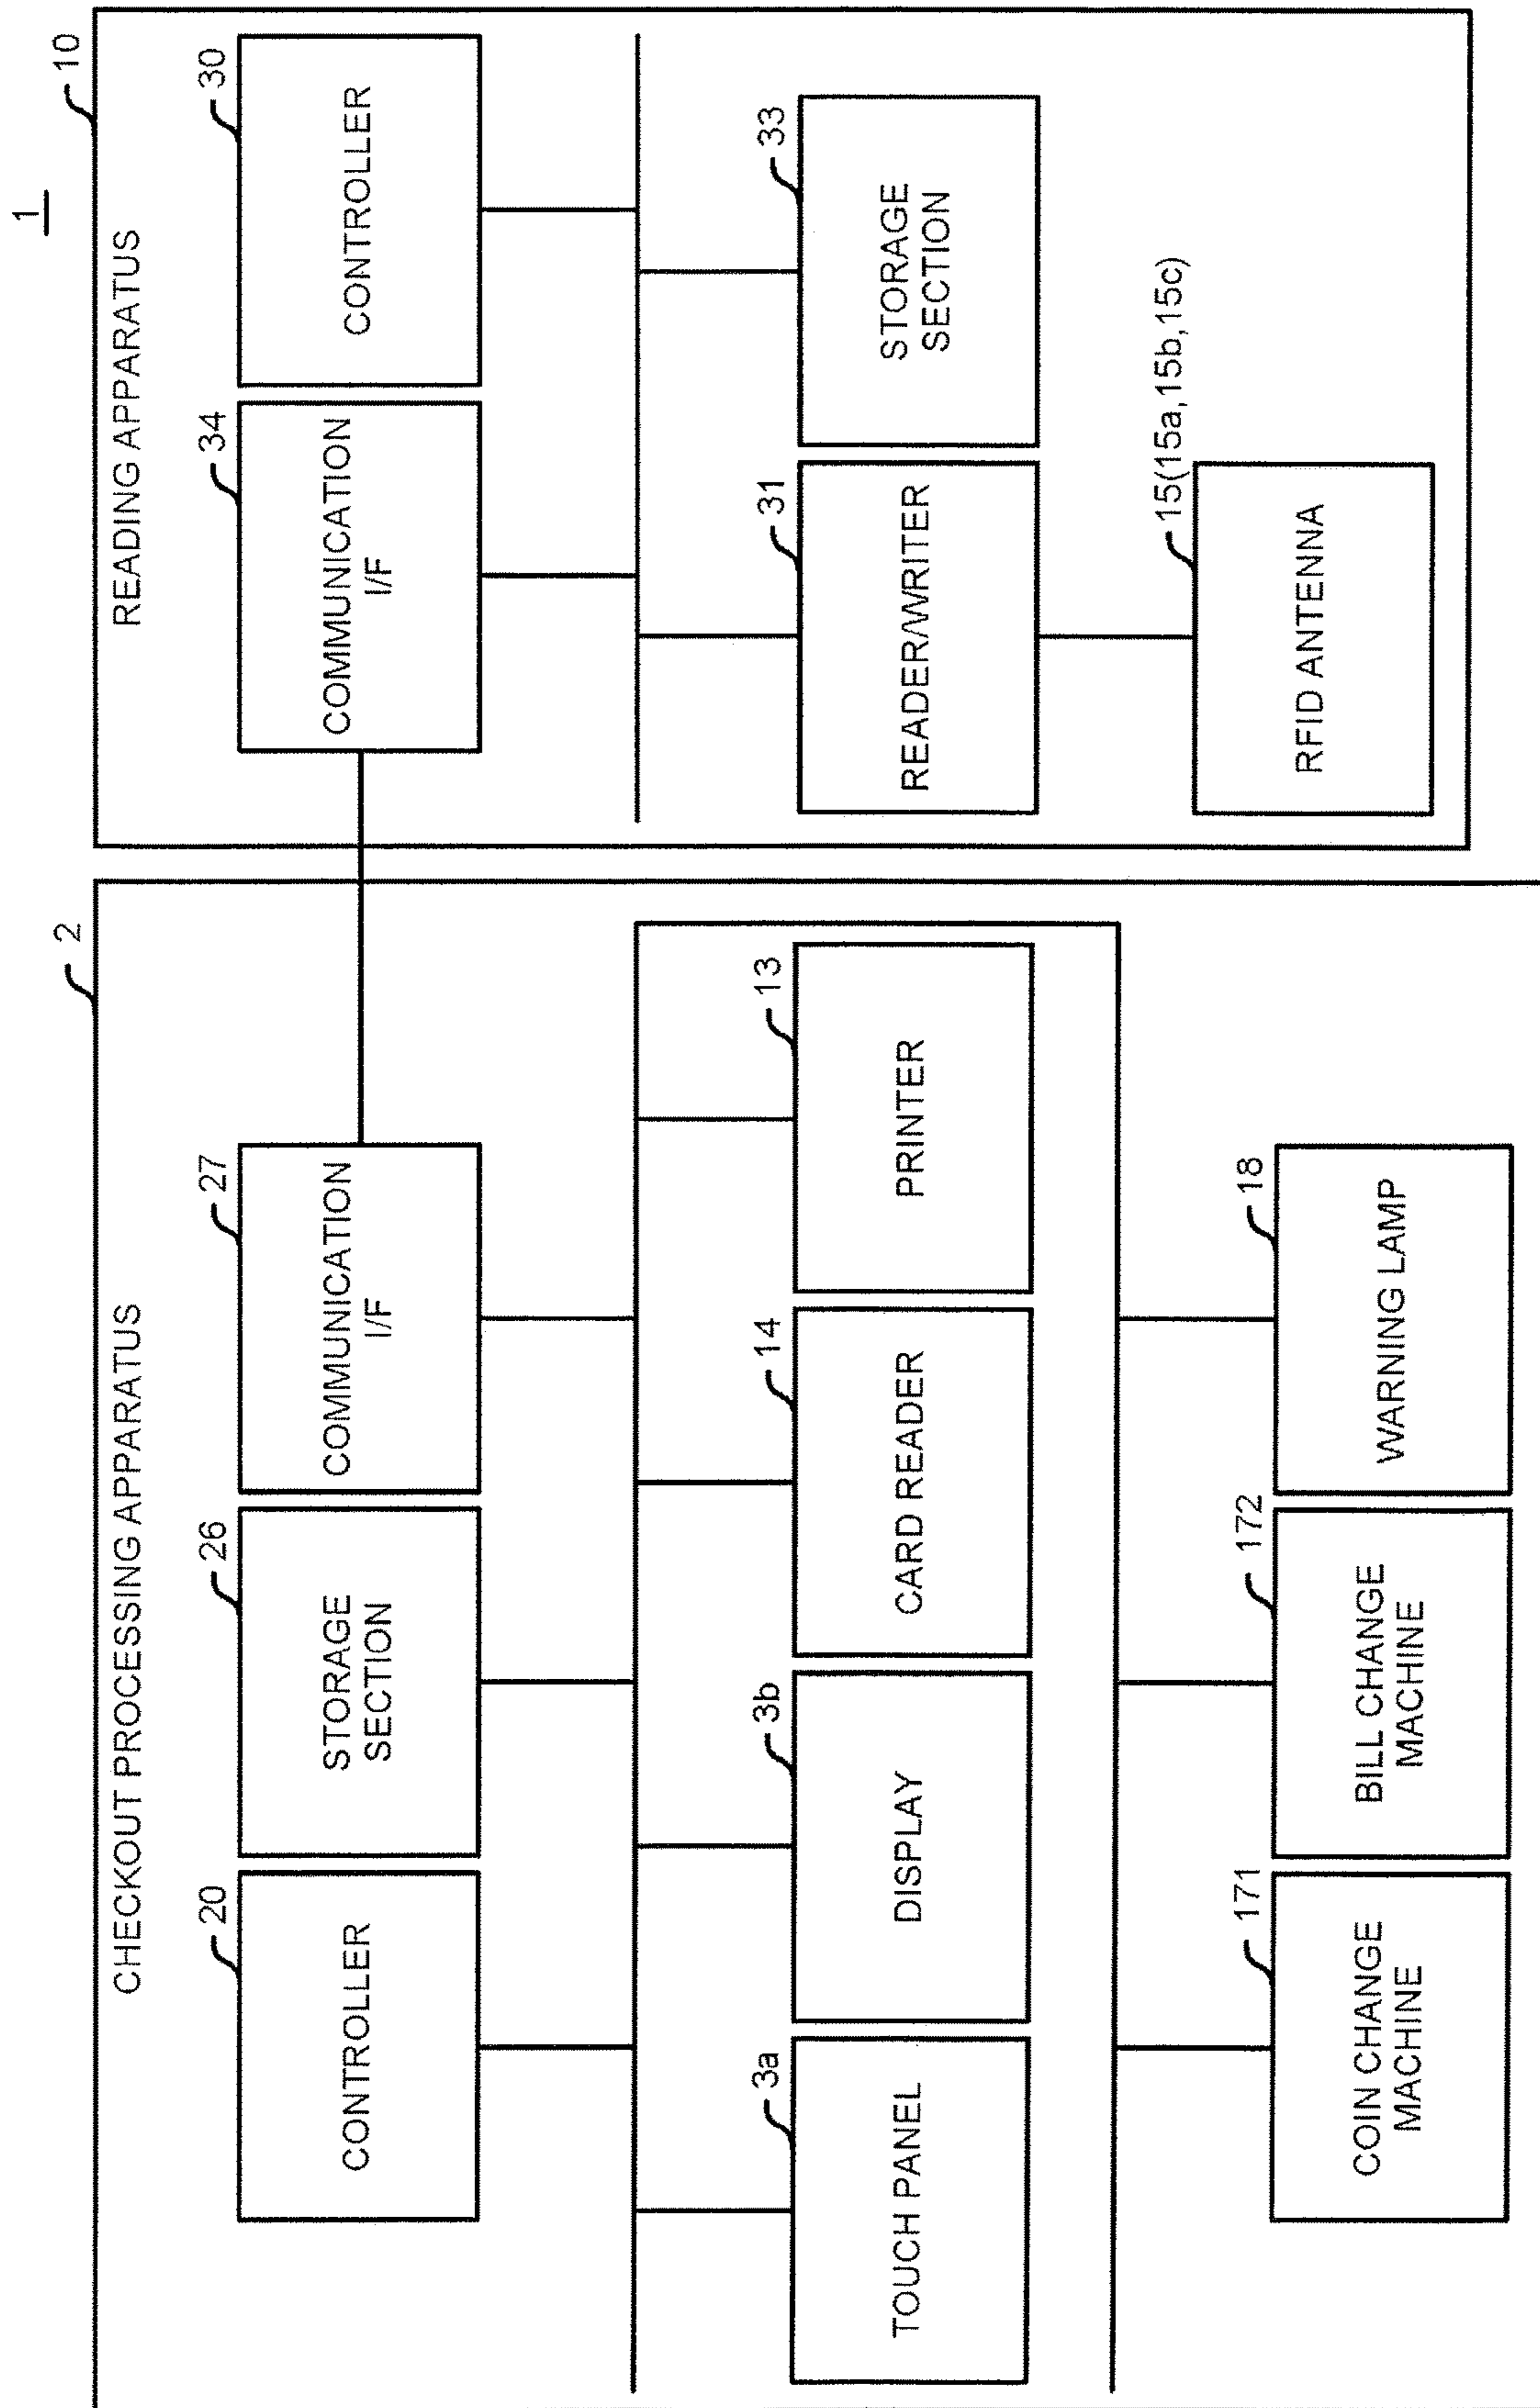 1
2
CHECKOUT PROCESSING APPARATUS
20
CONTROLLER
26
STORAGE
SECTION
27
COMMUNICATION
I/F
3a
TOUCH PANEL
3b
DISPLAY
14
CARD READER
13
PRINTER
171
COIN CHANGE
MACHINE
172
BILL CHANGE
MACHINE
18
WARNING LAMP
10
READING APPARATUS
34
COMMUNICATION
I/F
30
CONTROLLER
31
READER/WRITER
33
STORAGE
SECTION
15(15a,15b,15c)
RFID ANTENNA